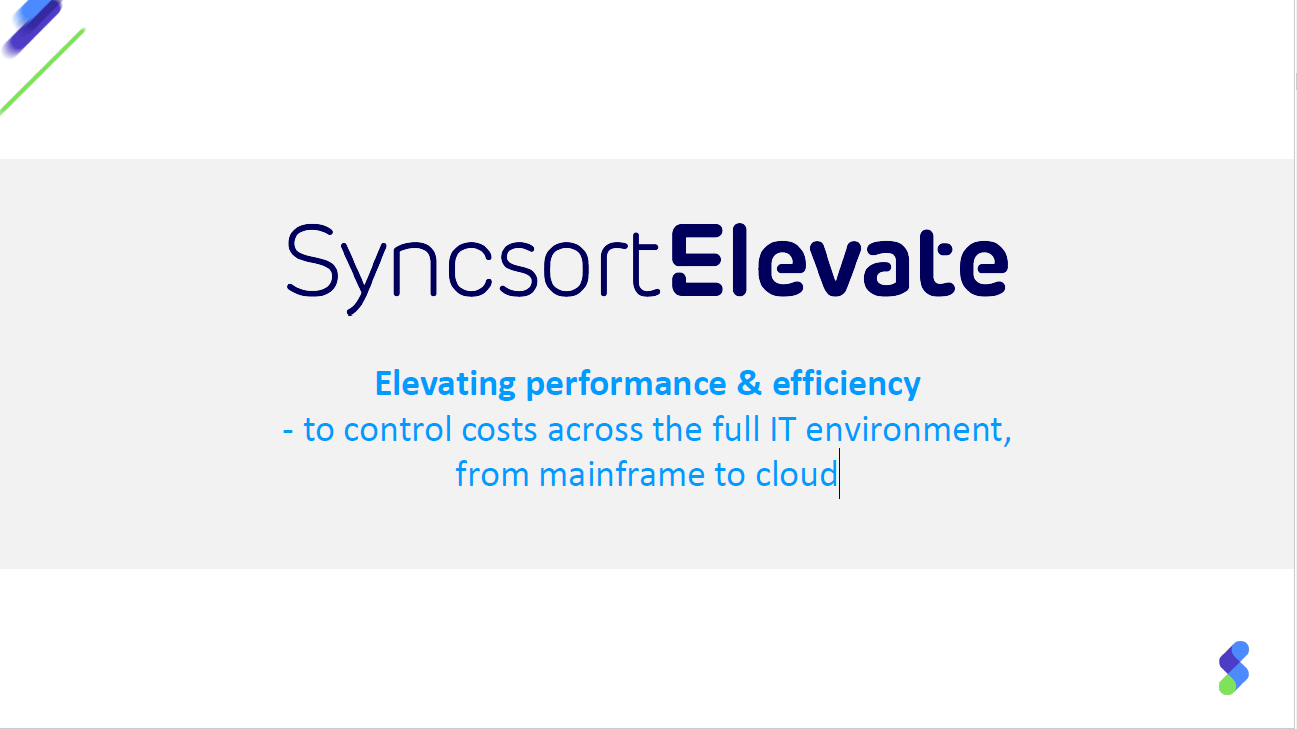 SyncsortElevate
Elevating performance & efficiency
- to control costs across the full IT environment,
from mainframe to cloud